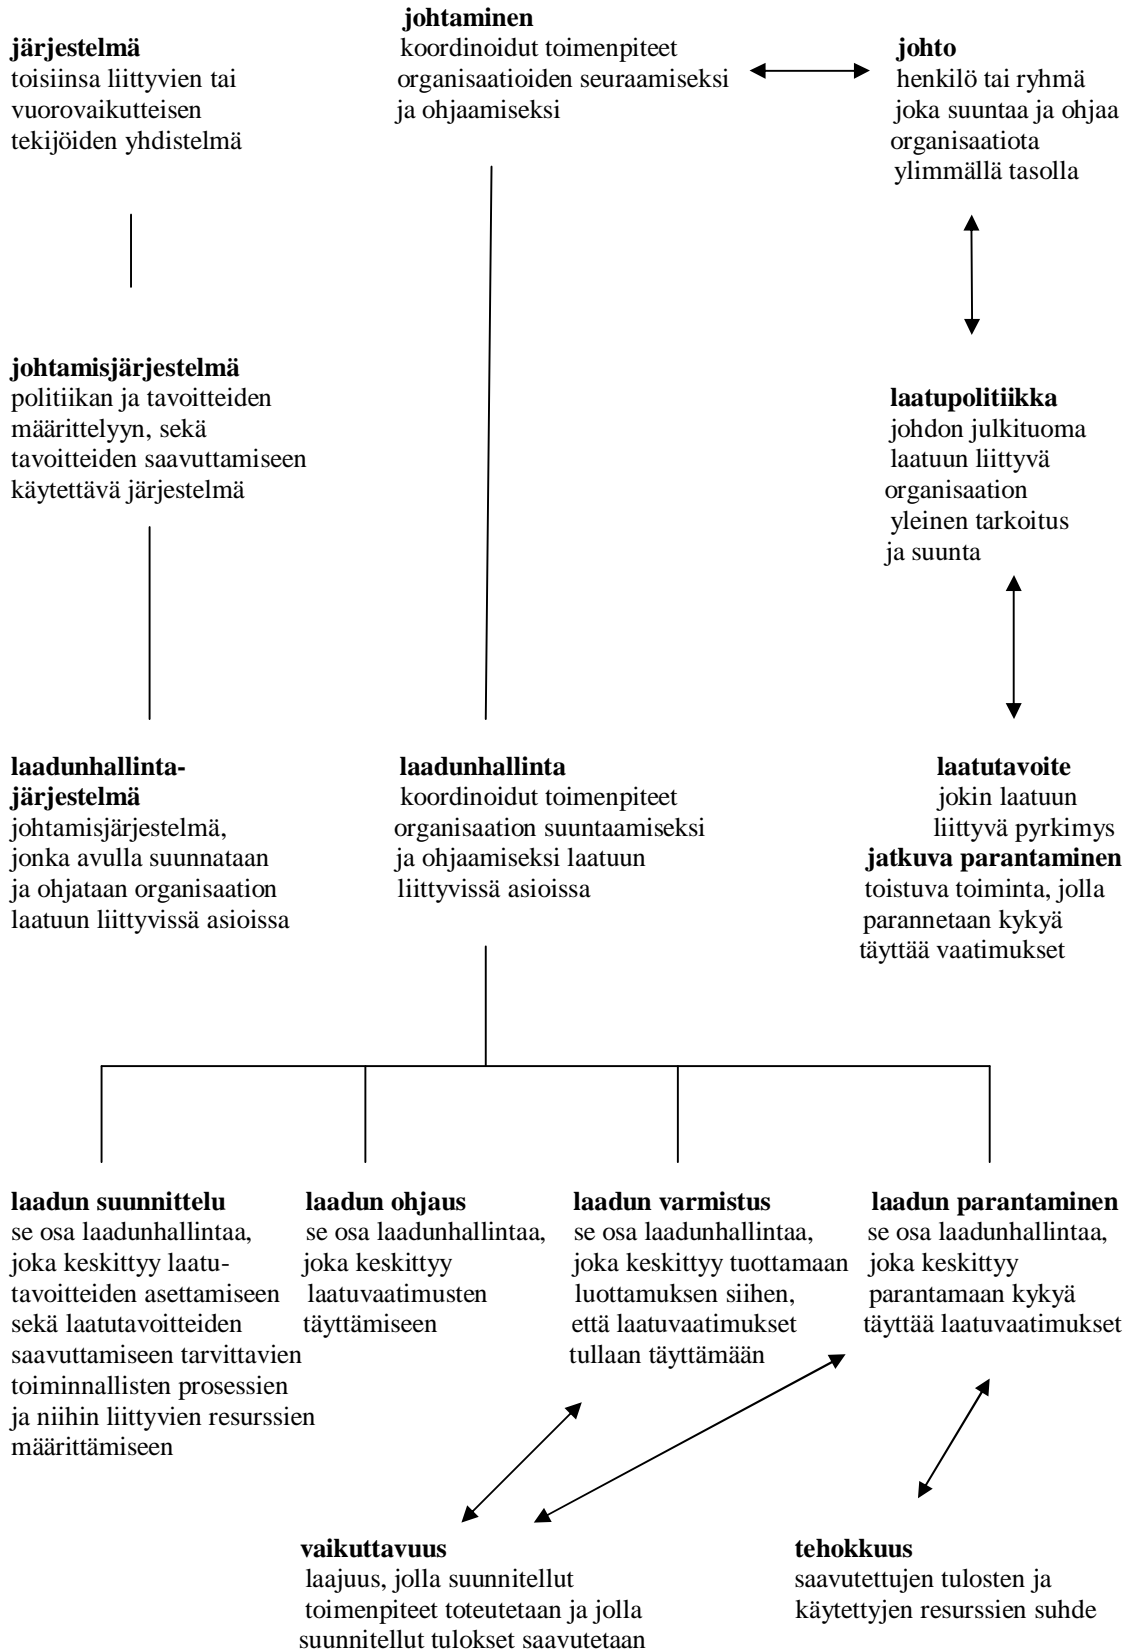 järjestelmä
toisiinsa liittyvien tai
vuorovaikutteisen
tekijöiden yhdistelmä
johtaminen
koordinoidut toimenpiteet
organisaatioiden seuraamiseksi
ja ohjaamiseksi
johto
henkilö tai ryhmä
joka suuntaa ja ohjaa
organisaatiota
ylimmällä tasolla
johtamisjärjestelmä
politiikan ja tavoitteiden
määrittelyyn, sekä
tavoitteiden saavuttamiseen
käytettävä järjestelmä
laatupolitiikka
johdon julkituoma
laatuun liittyvä
organisaation
yleinen tarkoitus
ja suunta
laadunhallinta-
järjestelmä
johtamisjärjestelmä,
jonka avulla suunnataan
ja ohjataan organisaation
laatuun liittyvissä asioissa
laadunhallinta
koordinoidut toimenpiteet
organisaation suuntaamiseksi
ja ohjaamiseksi laatuun
liittyvissä asioissa
laatutavoite
jokin laatuun
liittyvä pyrkimys
jatkuva parantaminen
toistuva toiminta, jolla
parannetaan kykyä
täyttää vaatimukset
laadun suunnittelu
se osa laadunhallintaa,
joka keskittyy laatu-
tavoitteiden asettamiseen
sekä laatutavoitteiden
saavuttamiseen tarvittavien
toiminnallisten prosessien
ja niihin liittyvien resurssien
määrittämiseen
laadun ohjaus
se osa laadunhallintaa,
joka keskittyy
laatuvaatimusten
täyttämiseen
laadun varmistus
se osa laadunhallintaa,
joka keskittyy tuottamaan
luottamuksen siihen,
että laatuvaatimukset
tullaan täyttämään
laadun parantaminen
se osa laadunhallintaa,
joka keskittyy
parantamaan kykyä
täyttää laatuvaatimukset
vaikuttavuus
laajuus, jolla suunnitellut
toimenpiteet toteutetaan ja jolla
suunnitellut tulokset saavutetaan
tehokkuus
saavutettujen tulosten ja
käytettyjen resurssien suhde